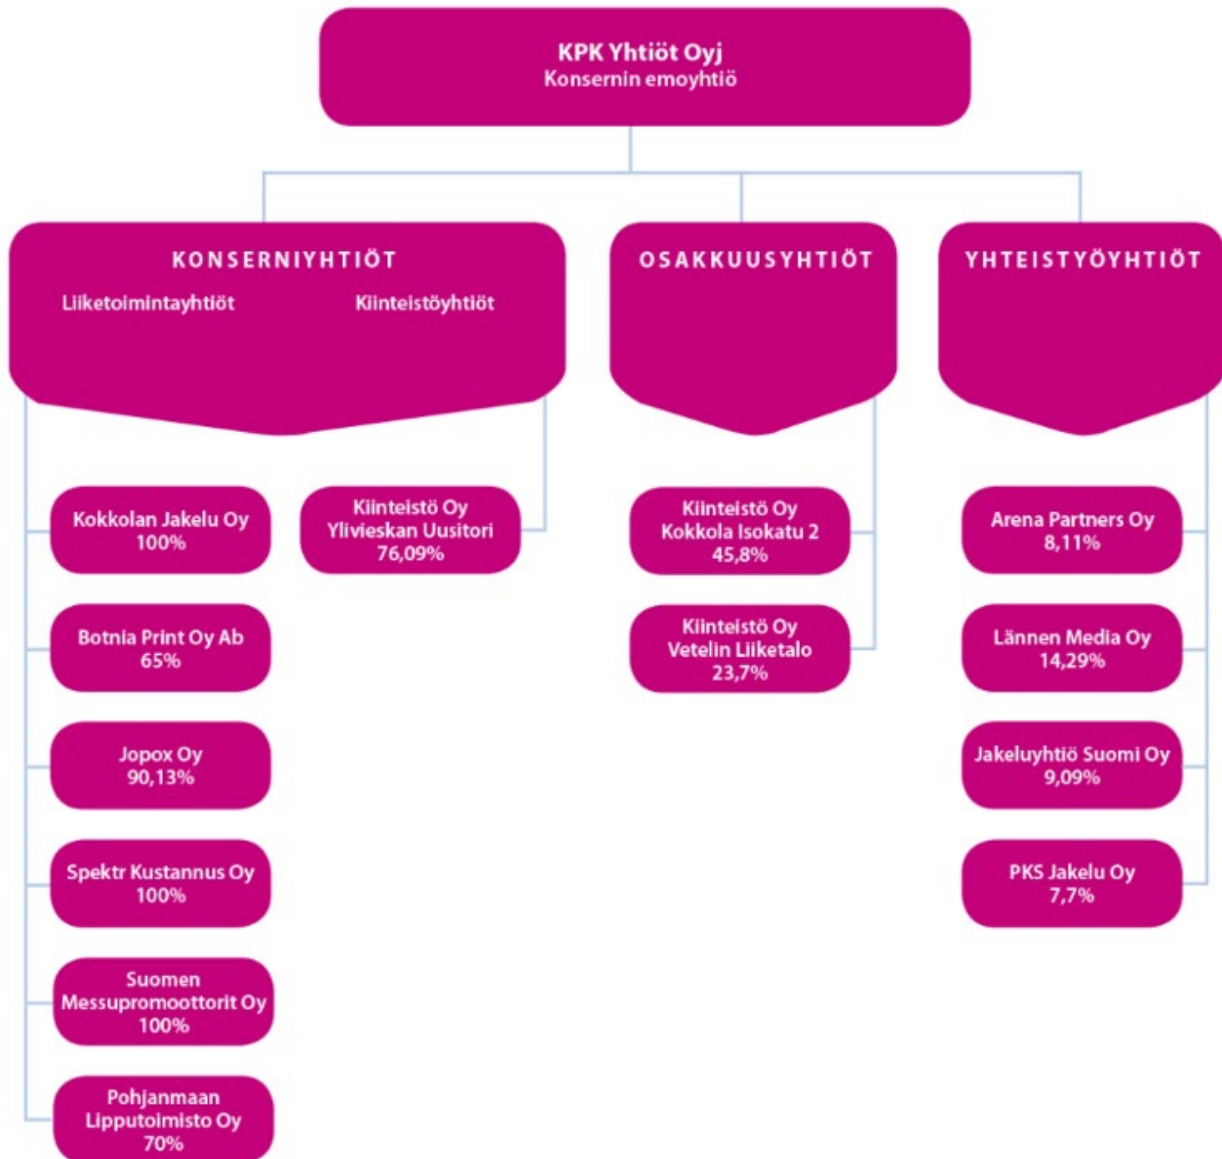 KPK Yhtiöt Oyj
Konsernin emoyhtiö
KONSERNIYHTIÖT
Liiketoimintayhtiöt
Kiinteistöyhtiöt
Kokkolan Jakelu Oy
100%
Botnia Print Oy Ab
65%
Jopox Oy
90,13%
Spektr Kustannus Oy
100%
Suomen
Messupromoottorit Oy
100%
Pohjanmaan
Lipputoimisto Oy
70%
Kiinteistö Oy
Ylivieskan Uusitori
76,09%
OSAKKUUSYHTIÖT
Kiinteistö Oy
Kokkola Isokatu 2
45,8%
Kiinteistö Oy
Vetelin Liiketalo
23,7%
YHTEISTYÖYHTIÖT
Arena Partners Oy
8,11%
Lännen Media Oy
14,29%
Jakeluyhtiö Suomi Oy
9,09%
PKS Jakelu Oy
7,7%